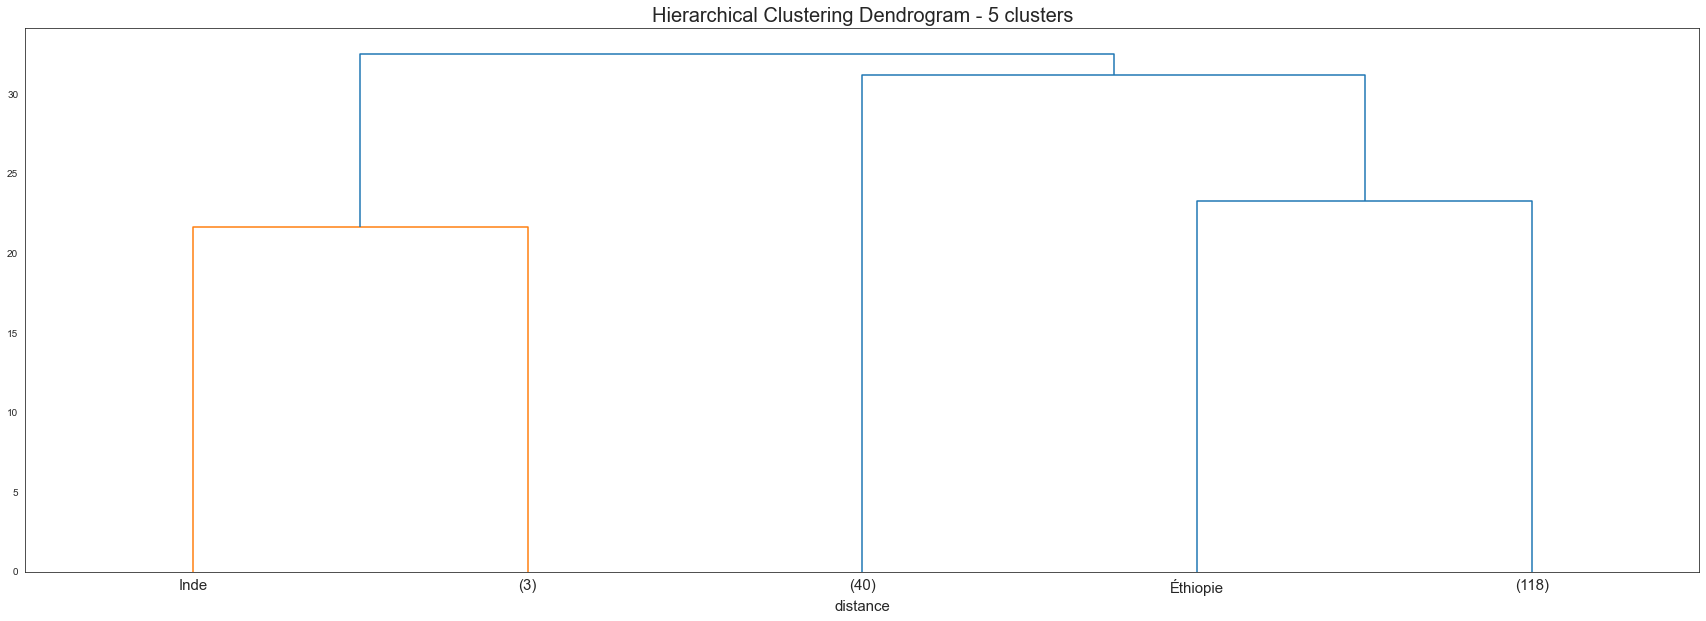 Hierarchical Clustering Dendrogram - 5 clusters
30
25
20
15
10
5
0
Inde (3) (40) Éthiopie (118)
distance